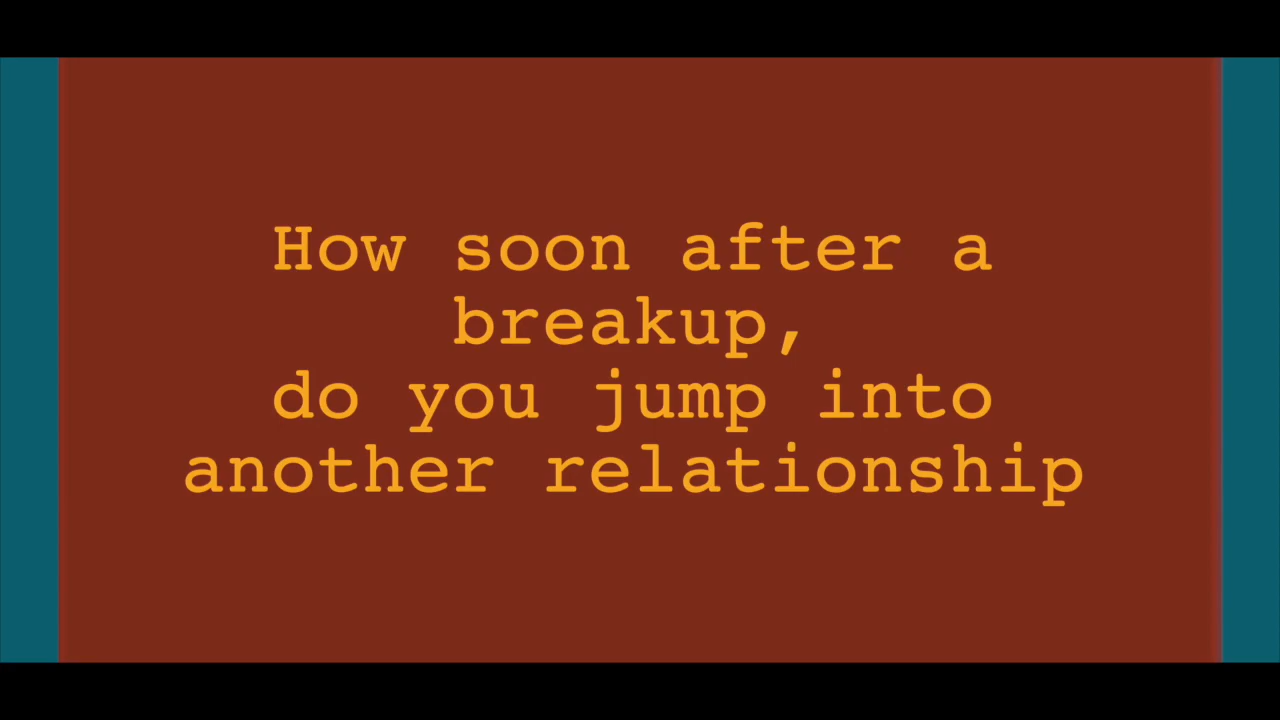 How soon after a
breakup,
do you jump into
another relationship